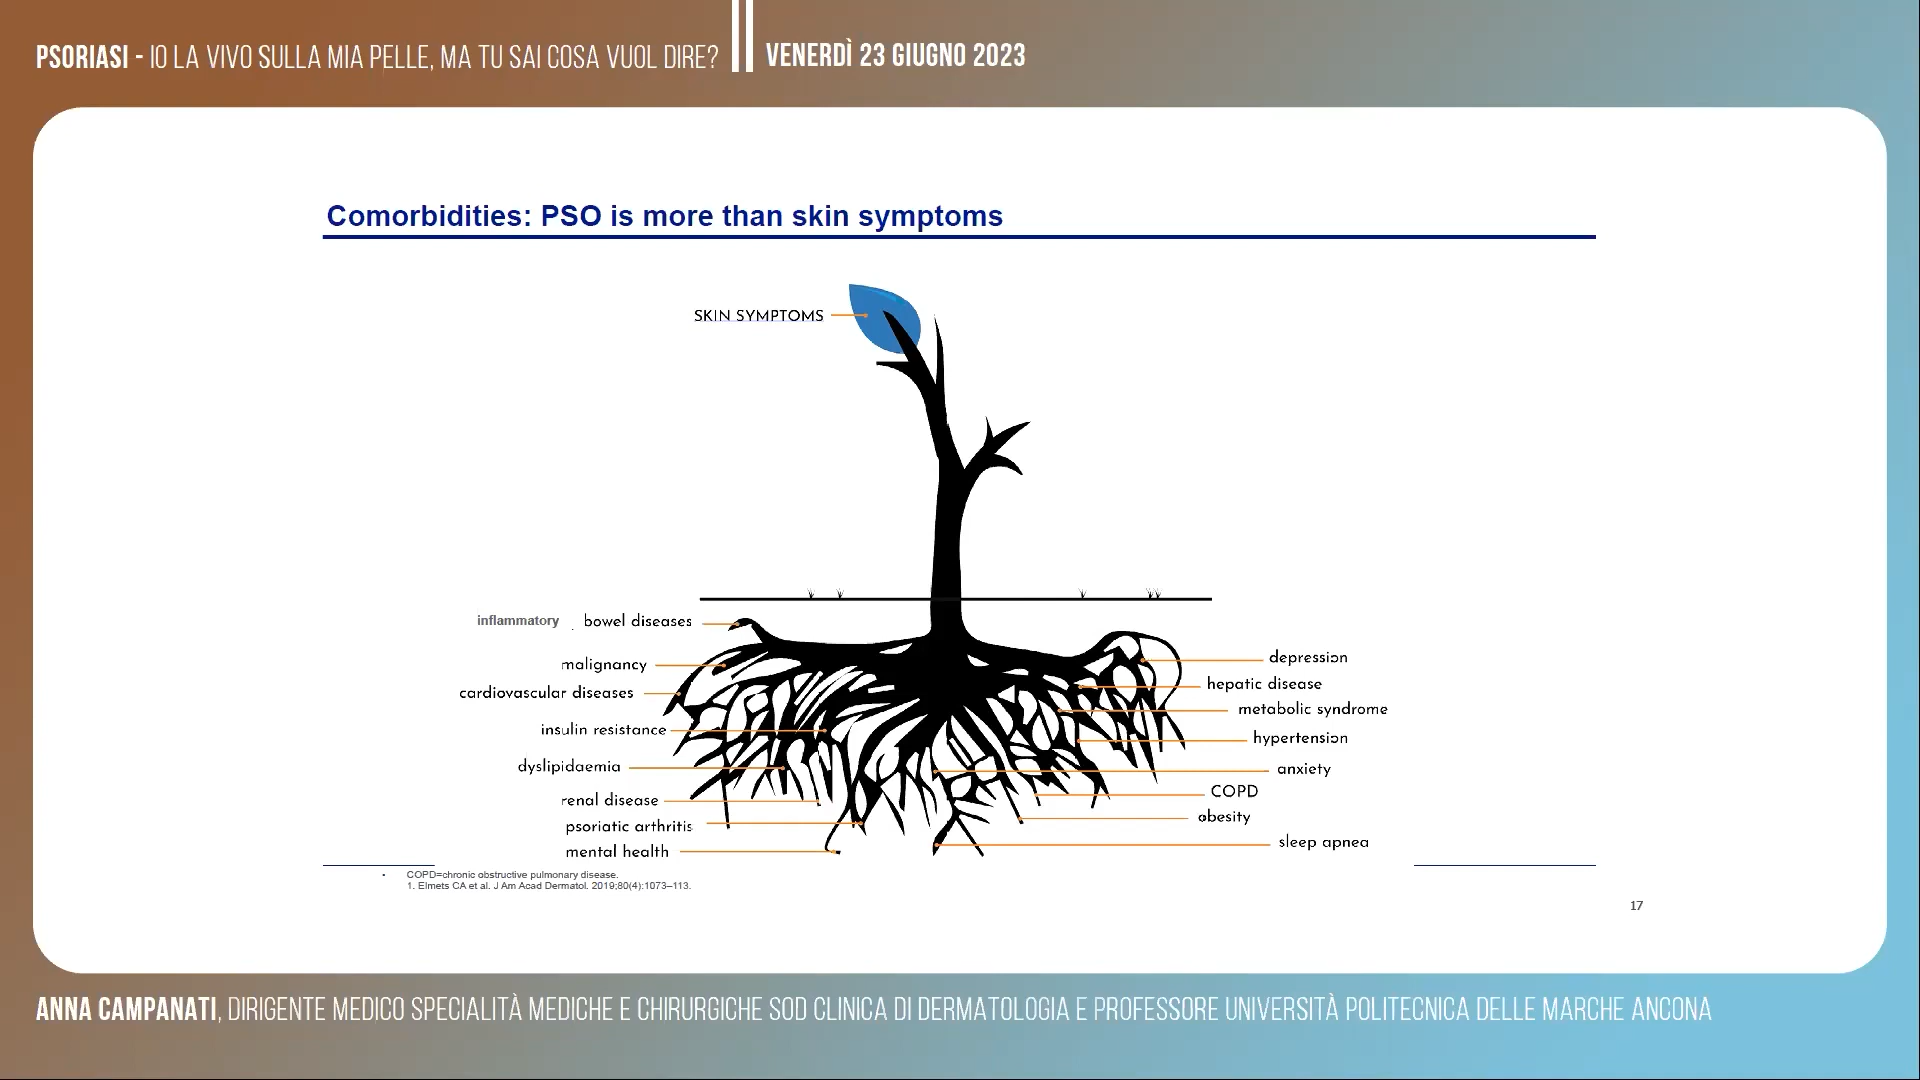 PSORIASI - IO LA VIVO SULLA MIA PELLE, MA TU SAI COSA VUOL DIRE?
VENERDÌ 23 GIUGNO 2023
Comorbidities: PSO is more than skin symptoms
SKIN SYMPTOMS
inflammatory bowel diseases
malignancy
cardiovascular diseases
insulin resistance
dyslipidaemia
renal disease
psoriatic arthritis
mental health
depression
hepatic disease
metabolic syndrome
hypertension
anxiety
COPD
obesity
sleep apnea
• COPD=chronic obstructive pulmonary disease.
1. Elmets CA et al. J Am Acad Dermatol. 2019;80(4):1073–113.
17
ANNA CAMPANATI, DIRIGENTE MEDICO SPECIALITÀ MEDICHE E CHIRURGICHE SOD CLINICA DI DERMATOLOGIA E PROFESSORE UNIVERSITÀ POLITECNICA DELLE MARCHE ANCONA